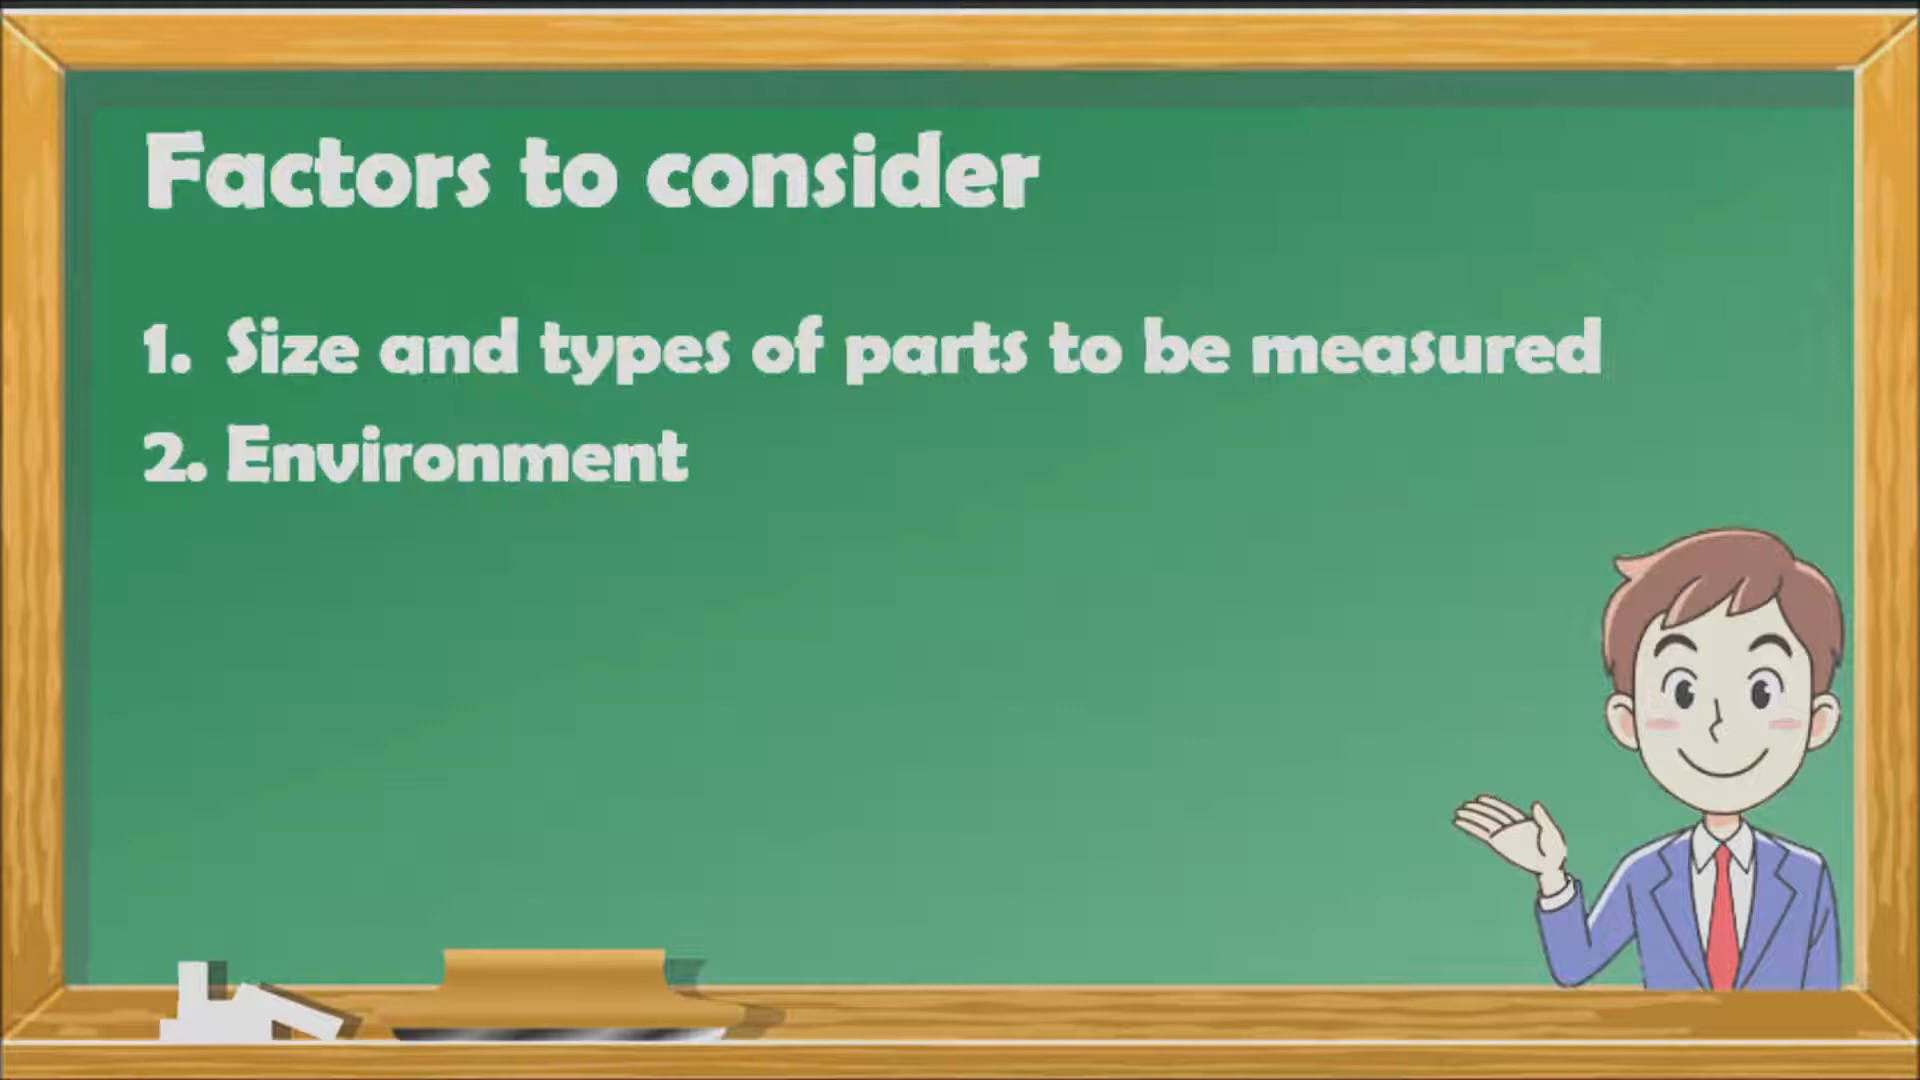 Factors to consider
1. Size and types of parts to be measured
2. Environment